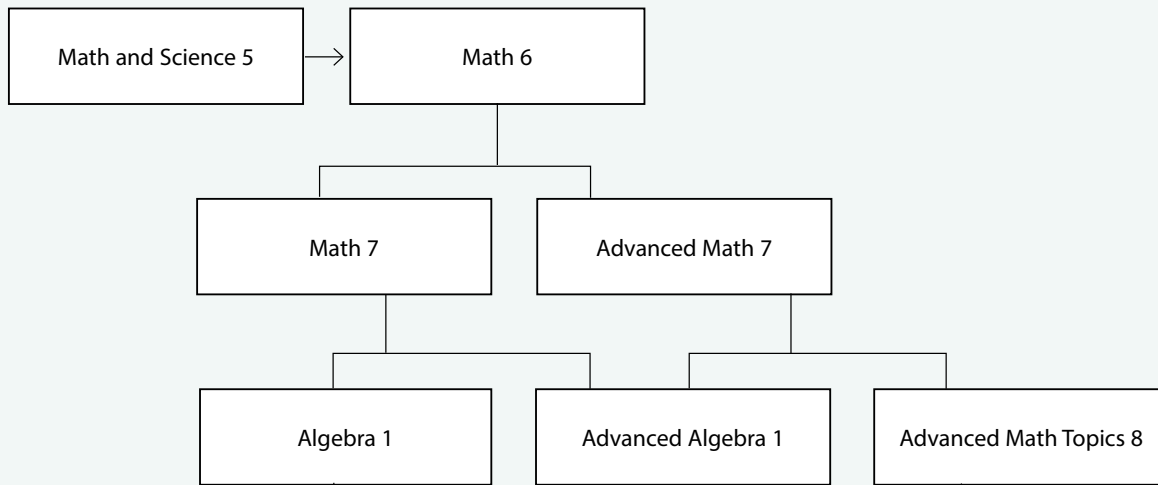 Math and Science 5
Math 6
Math 7
Advanced Math 7
Algebra 1
Advanced Algebra 1
Advanced Math Topics 8